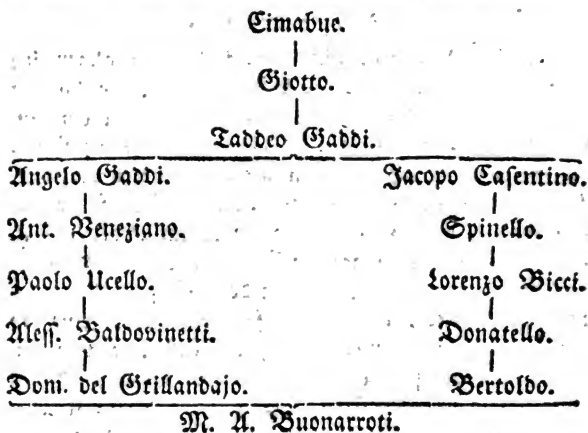 Cimabue.
Giotto.
Taddeo Gaddi.
Angelo Gaddi. Jacopo Casentino.
Ant. Veneziano. Spinello.
Paolo Ucello. Lorenzo Bicci.
Aless. Baldovinetti. Donatello.
Dom. del Grillandajo. Bertoldo.
M. A. Buonarroti.